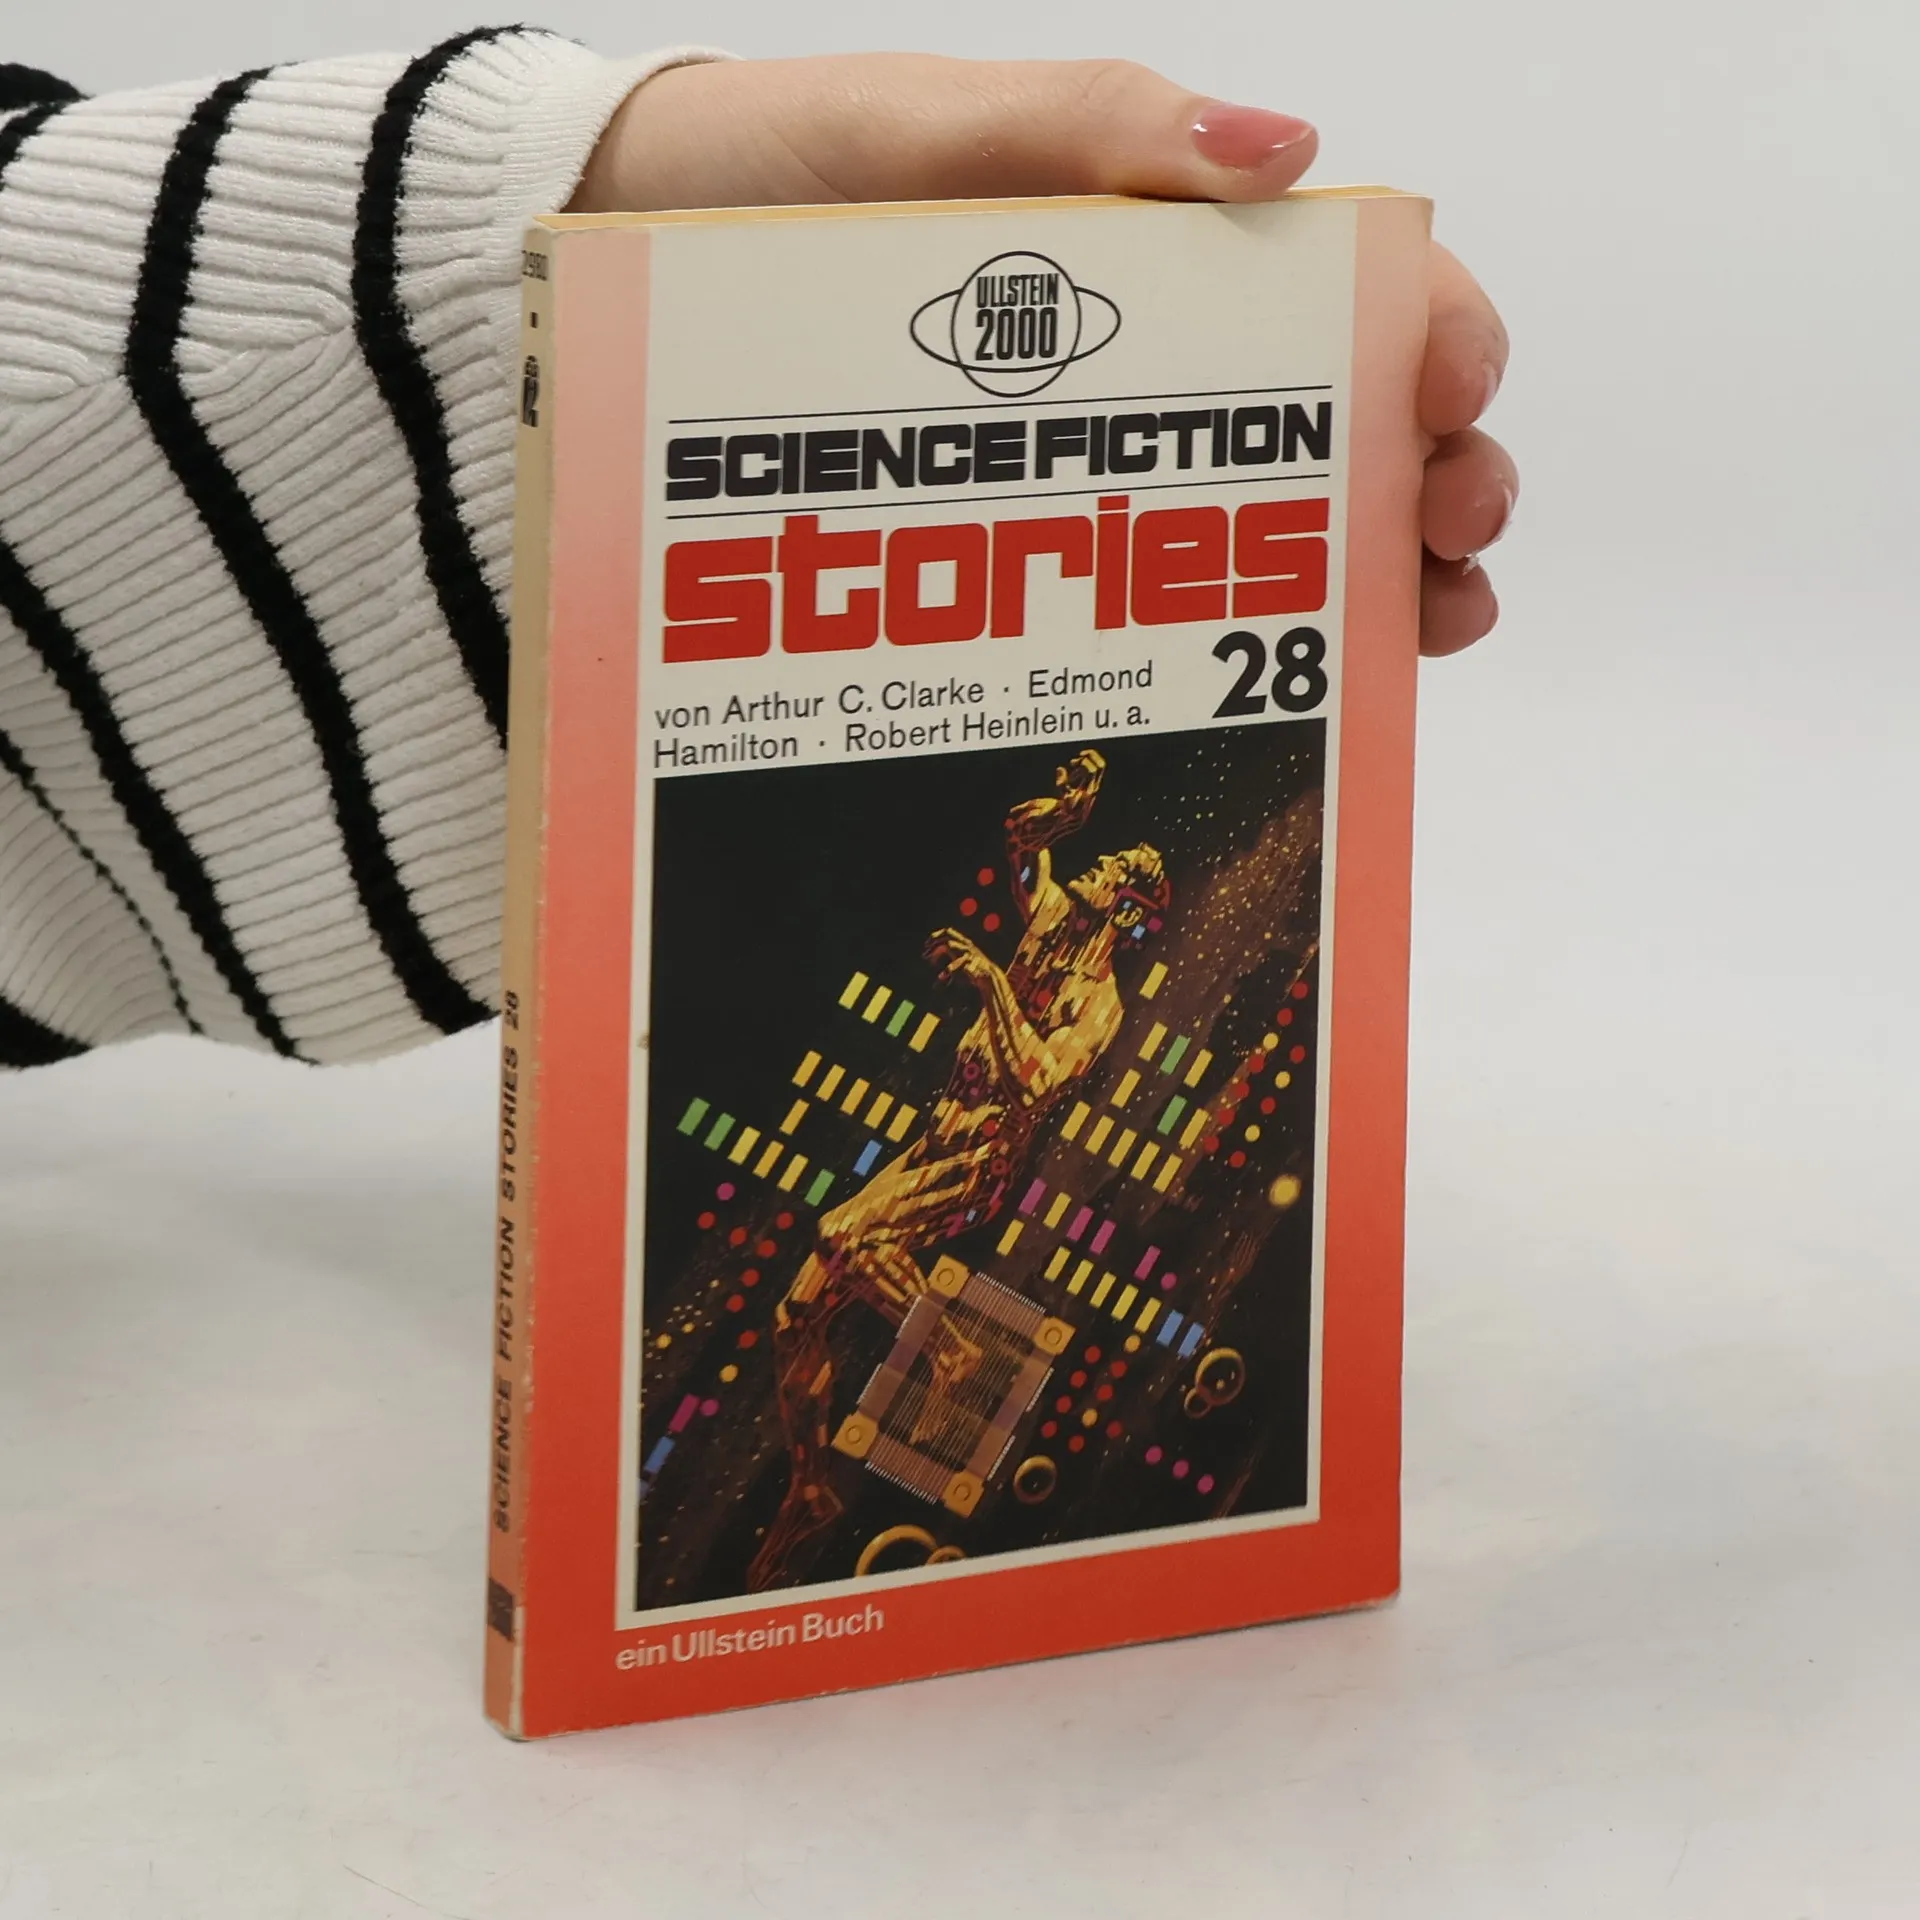 ULLSTEIN
2000
SCIENCE FICTION
stories
28
von Arthur C. Clarke · Edmond
Hamilton · Robert Heinlein u. a.
ein Ullstein Buch
SCIENCE FICTION STORIES 28
2980